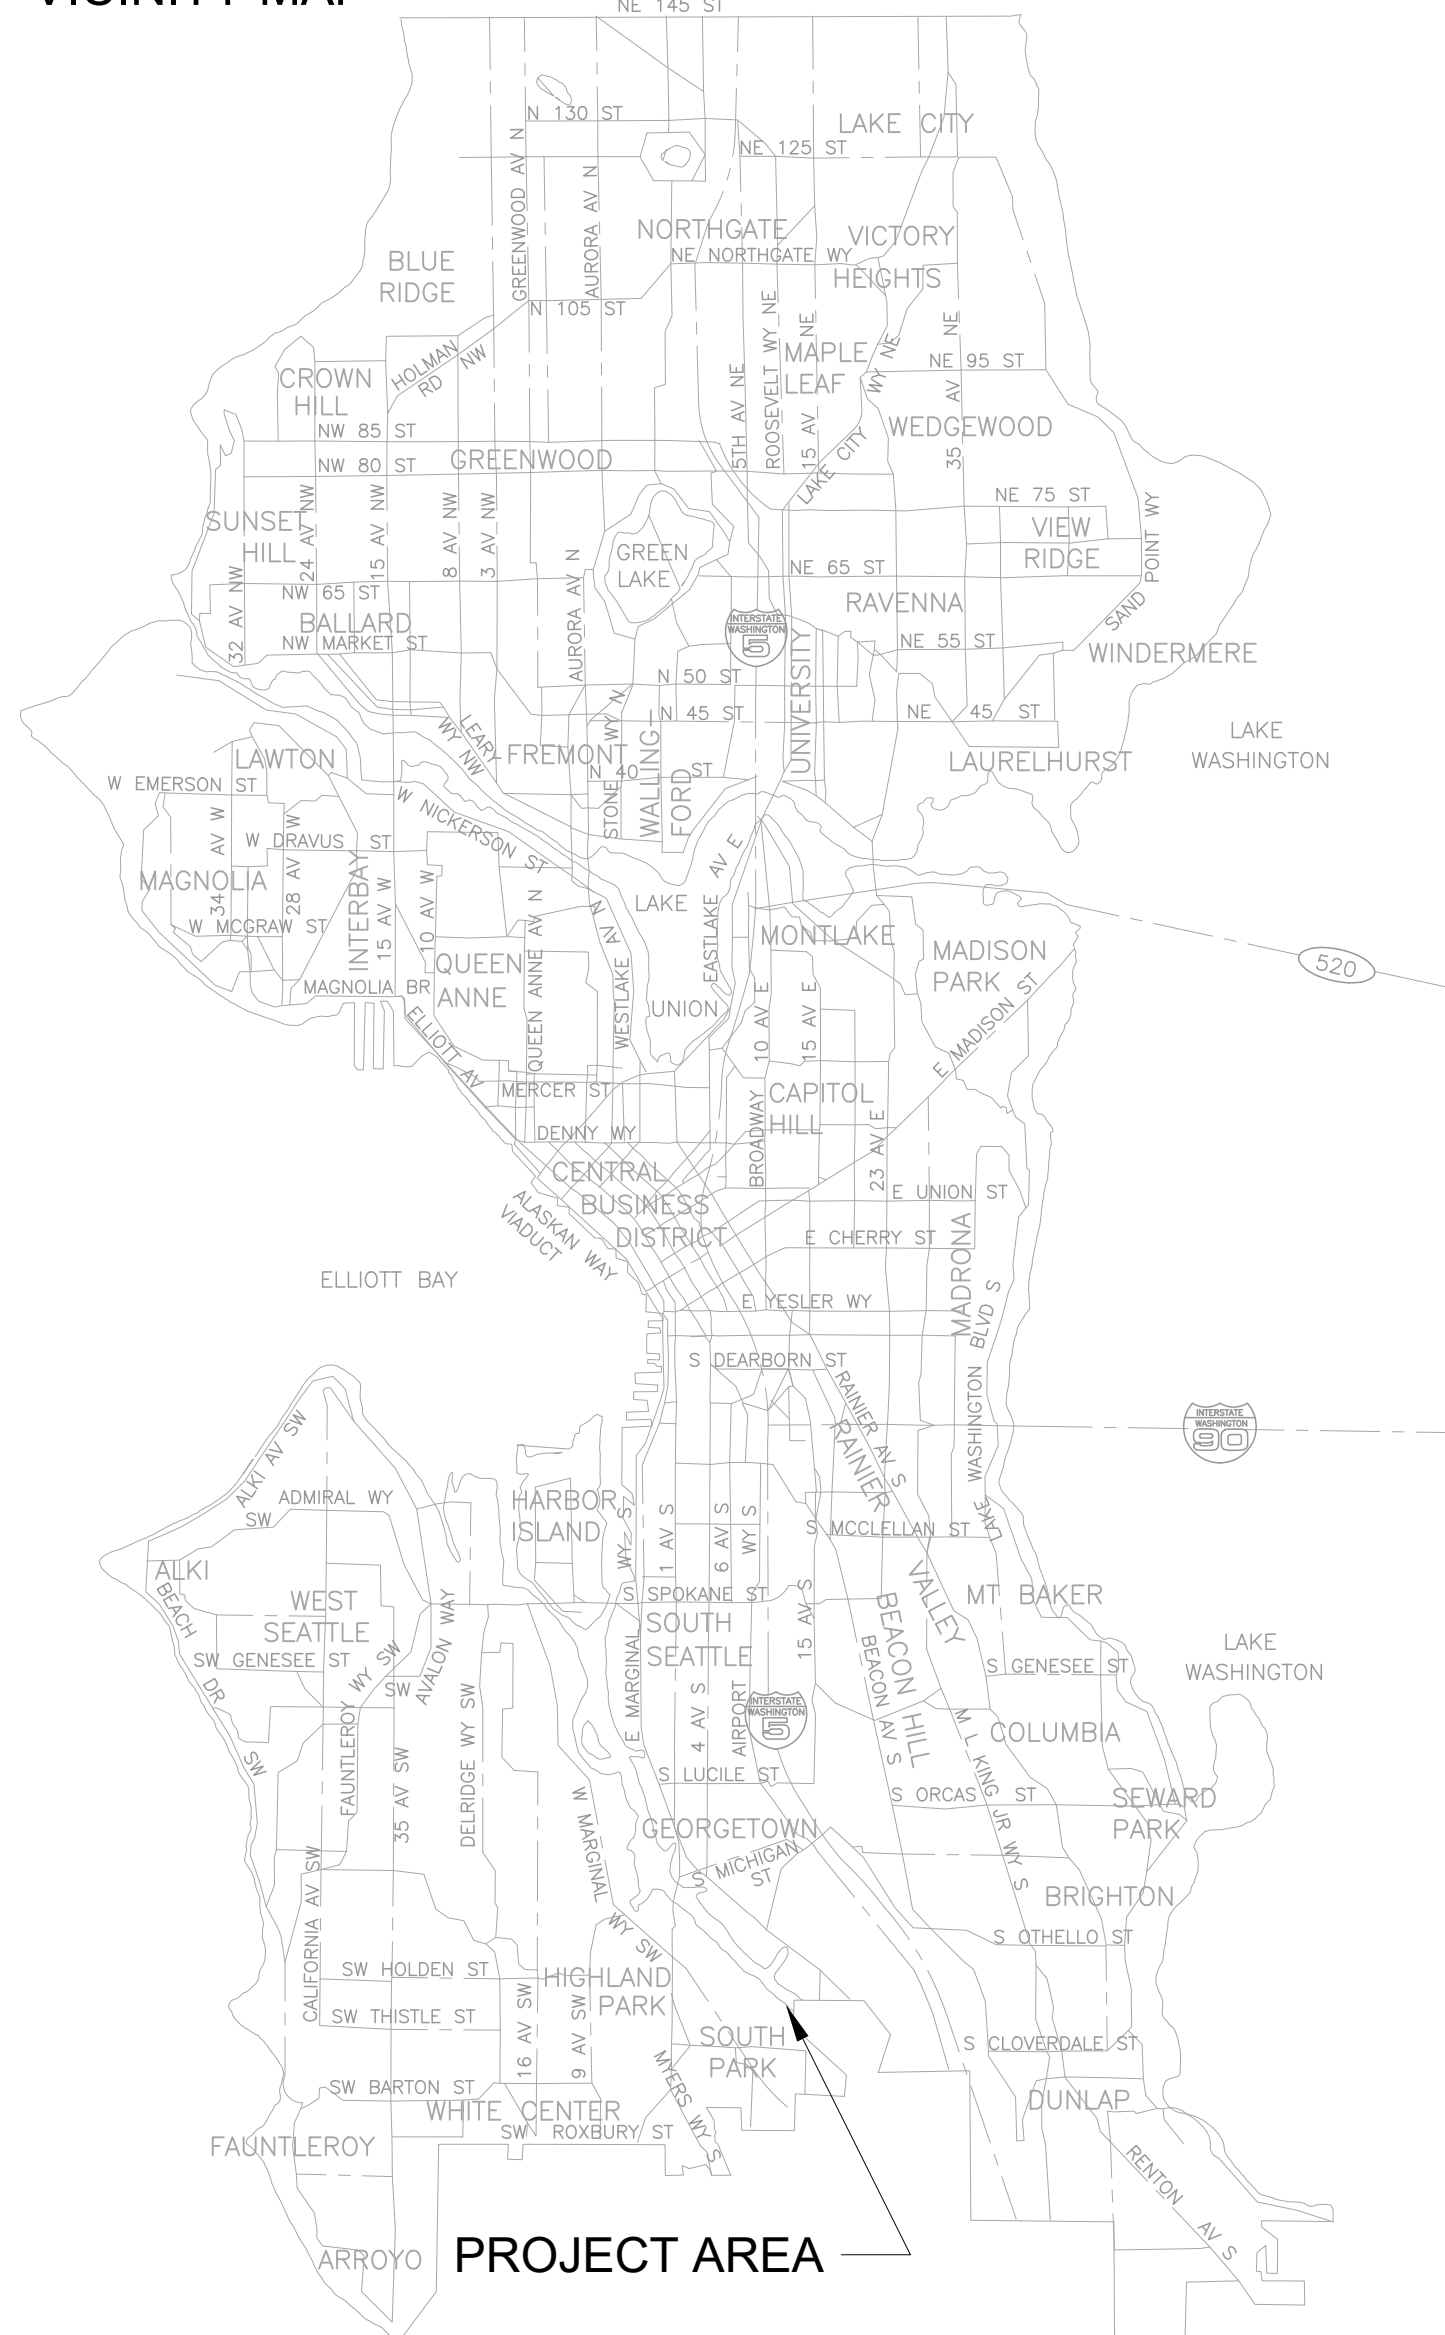 VICINITY MAP
NE 145 ST
N 130 ST
LAKE CITY
NE 125 ST
GREENWOOD AV N
AURORA AV N
NORTHGATE
VICTORY
HEIGHTS
NE NORTHGATE WY
BLUE
RIDGE
N 105 ST
HOLMAN
RD NW
CROWN
HILL
5TH AV NE
ROOSEVELT WY NE
15 AV NE
MAPLE
LEAF
LAKE CITY WY NE
35 AV NE
NE 95 ST
WEDGEWOOD
NW 85 ST
NW 80 ST
GREENWOOD
SUNSET
HILL
32 AV NW
24 AV NW
15 AV NW
8 AV NW
3 AV NW
NE 75 ST
VIEW
RIDGE
SAND POINT WY
GREEN
LAKE
NE 65 ST
NW 65 ST
RAVENNA
BALLARD
NW MARKET ST
AURORA AV N
INTERSTATE
WASHINGTON
5
NE 55 ST
WINDERMERE
N 50 ST
UNIVERSITY
N 45 ST
NE 45 ST
LEARY
WY NW
FREMONT
STONE WY N
WALLING-
FORD
N 40 ST
LAURELHURST
LAKE
WASHINGTON
LAWTON
W EMERSON ST
W NICKERSON ST
34 AV W
28 AV W
W DRAVUS ST
MAGNOLIA
W MCGRAW ST
INTERBAY
15 AV W
10 AV W
QUEEN
ANNE
QUEEN ANNE AV N
WESTLAKE AV N
LAKE
UNION
EASTLAKE AV E
MONTLAKE
MADISON
PARK
520
MAGNOLIA BR
ELLIOTT AV
10 AV E
15 AV E
E MADISON ST
MERCER ST
CAPITOL
HILL
BROADWAY
23 AV E
DENNY WY
CENTRAL
BUSINESS
DISTRICT
E UNION ST
ALASKAN WAY
VIADUCT
E CHERRY ST
MADRONA
ELLIOTT BAY
E YESLER WY
LAKE WASHINGTON BLVD S
S DEARBORN ST
RAINIER AV S
INTERSTATE
WASHINGTON
90
RAINIER
VALLEY
ALKI AV SW
SW ADMIRAL WY
HARBOR
ISLAND
1 AV S
6 AV S
S MCCLELLAN ST
ALKI
BEACH DR SW
WEST
SEATTLE
S SPOKANE ST
15 AV S
MT BAKER
SOUTH
SEATTLE
BEACON HILL
BEACON AV S
SW GENESEE ST
FAUNTLEROY WY SW
SW AVALON WAY
E MARGINAL WY S
4 AV S
AIRPORT WY S
S GENESEE ST
LAKE
WASHINGTON
INTERSTATE
WASHINGTON
5
M L KING JR WY S
COLUMBIA
35 AV SW
DELRIDGE WY SW
S LUCILE ST
S ORCAS ST
SEWARD
PARK
W MARGINAL WY SW
GEORGETOWN
S MICHIGAN
ST
CALIFORNIA AV SW
BRIGHTON
S OTHELLO ST
SW HOLDEN ST
HIGHLAND
PARK
SW THISTLE ST
16 AV SW
9 AV SW
SOUTH
PARK
S CLOVERDALE ST
SW BARTON ST
MYERS WY S
DUNLAP
WHITE CENTER
SW ROXBURY ST
FAUNTLEROY
RENTON AV S
ARROYO
PROJECT AREA